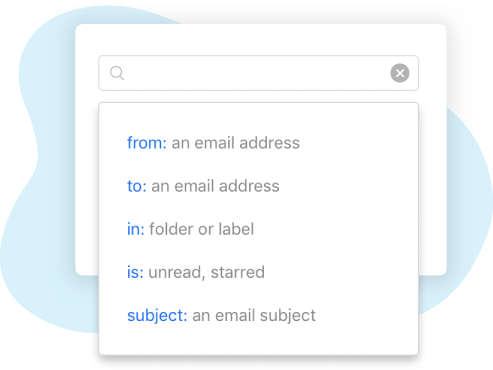 from: an email address
to: an email address
in: folder or label
is: unread, starred
subject: an email subject